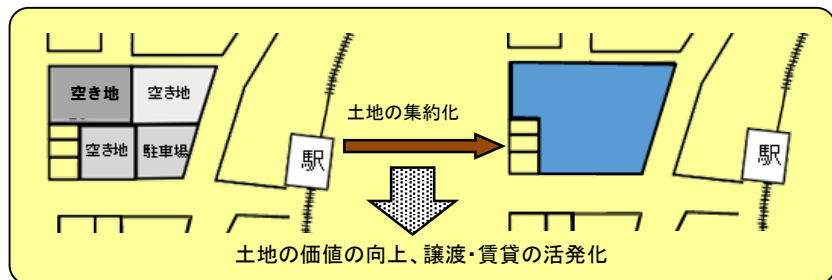 空き地
空き地
土地の集約化
空き地
駐車場
駅
駅
土地の価値の向上、譲渡・賃貸の活発化